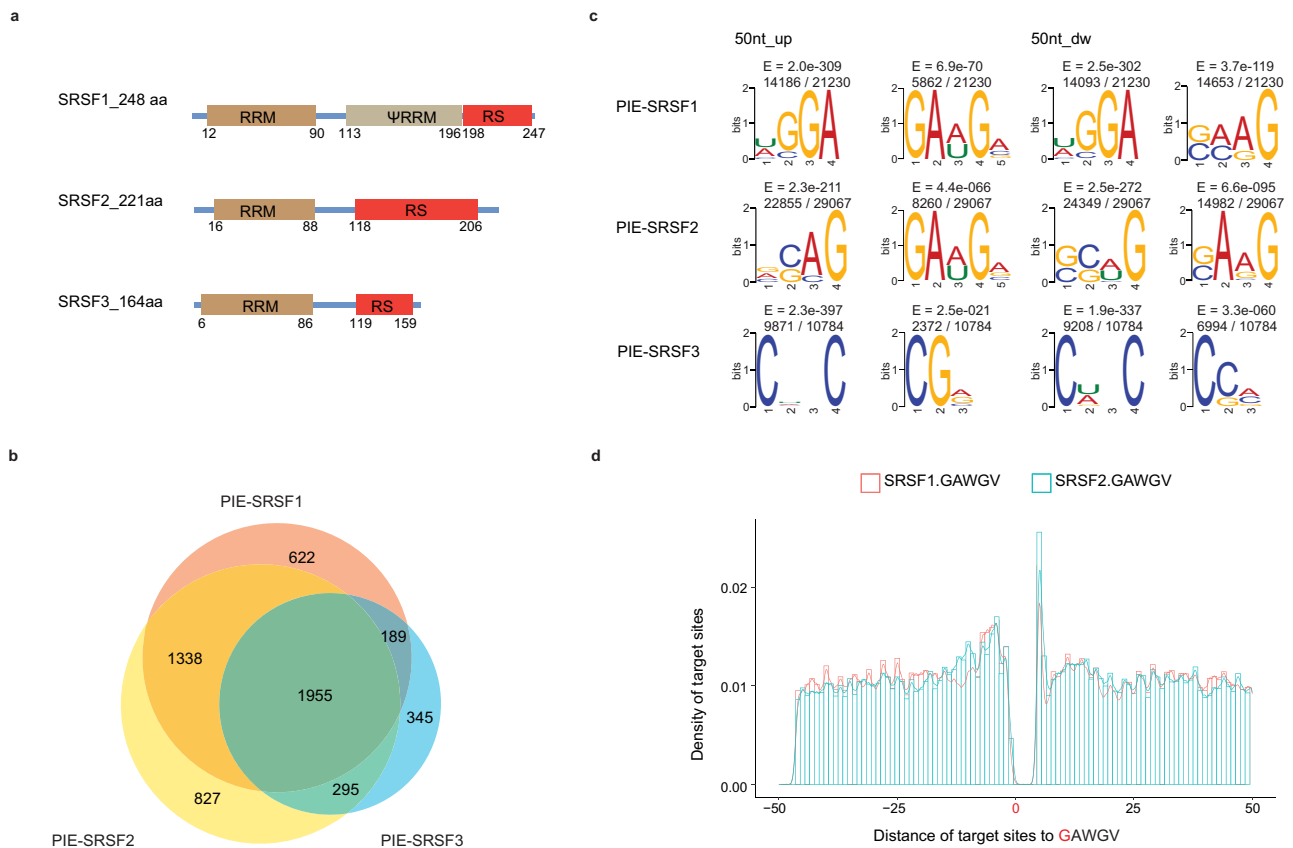 a
SRSF1_248 aa
RRM
ΨRRM
RS
12
90
113
196
198
247
SRSF2_221aa
RRM
RS
16
88
118
206
SRSF3_164aa
RRM
RS
6
86
119
159
b
PIE-SRSF1
622
1338
189
1955
345
827
295
PIE-SRSF2
PIE-SRSF3
c
50nt_up
50nt_dw
PIE-SRSF1
E = 2.0e-309
14186 / 21230
E = 6.9e-70
5862 / 21230
E = 2.5e-302
14093 / 21230
E = 3.7e-119
14653 / 21230
PIE-SRSF2
E = 2.3e-211
22855 / 29067
E = 4.4e-066
8260 / 29067
E = 2.5e-272
24349 / 29067
E = 6.6e-095
14982 / 29067
PIE-SRSF3
E = 2.3e-397
9871 / 10784
E = 2.5e-021
2372 / 10784
E = 1.9e-337
9208 / 10784
E = 3.3e-060
6994 / 10784
d
SRSF1.GAWGV
SRSF2.GAWGV
Density of target sites
0.02
0.01
0.00
−50
−25
0
25
50
Distance of target sites to GAWGV